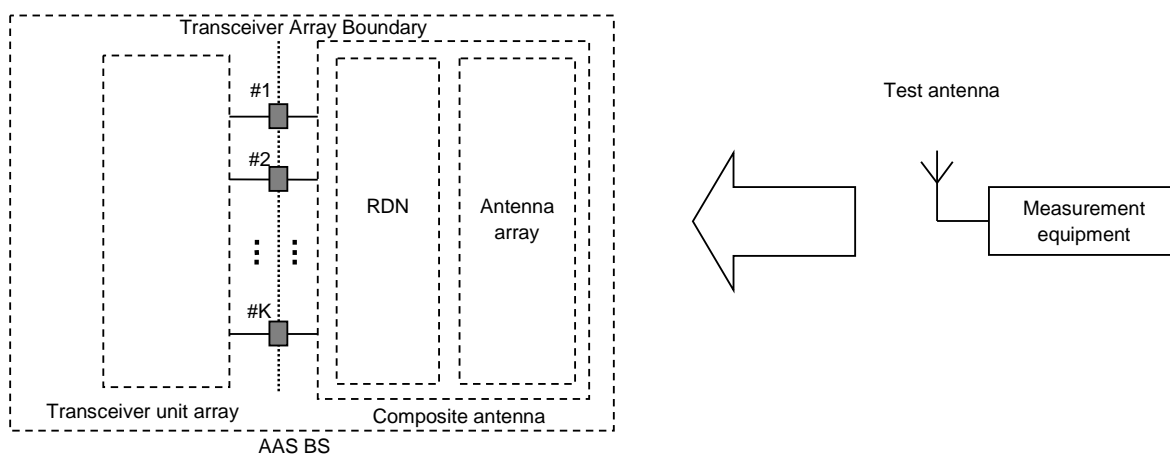 Transceiver Array Boundary
#1
#2
#K
RDN
Antenna
array
Transceiver unit array
Composite antenna
AAS BS
Test antenna
Measurement
equipment